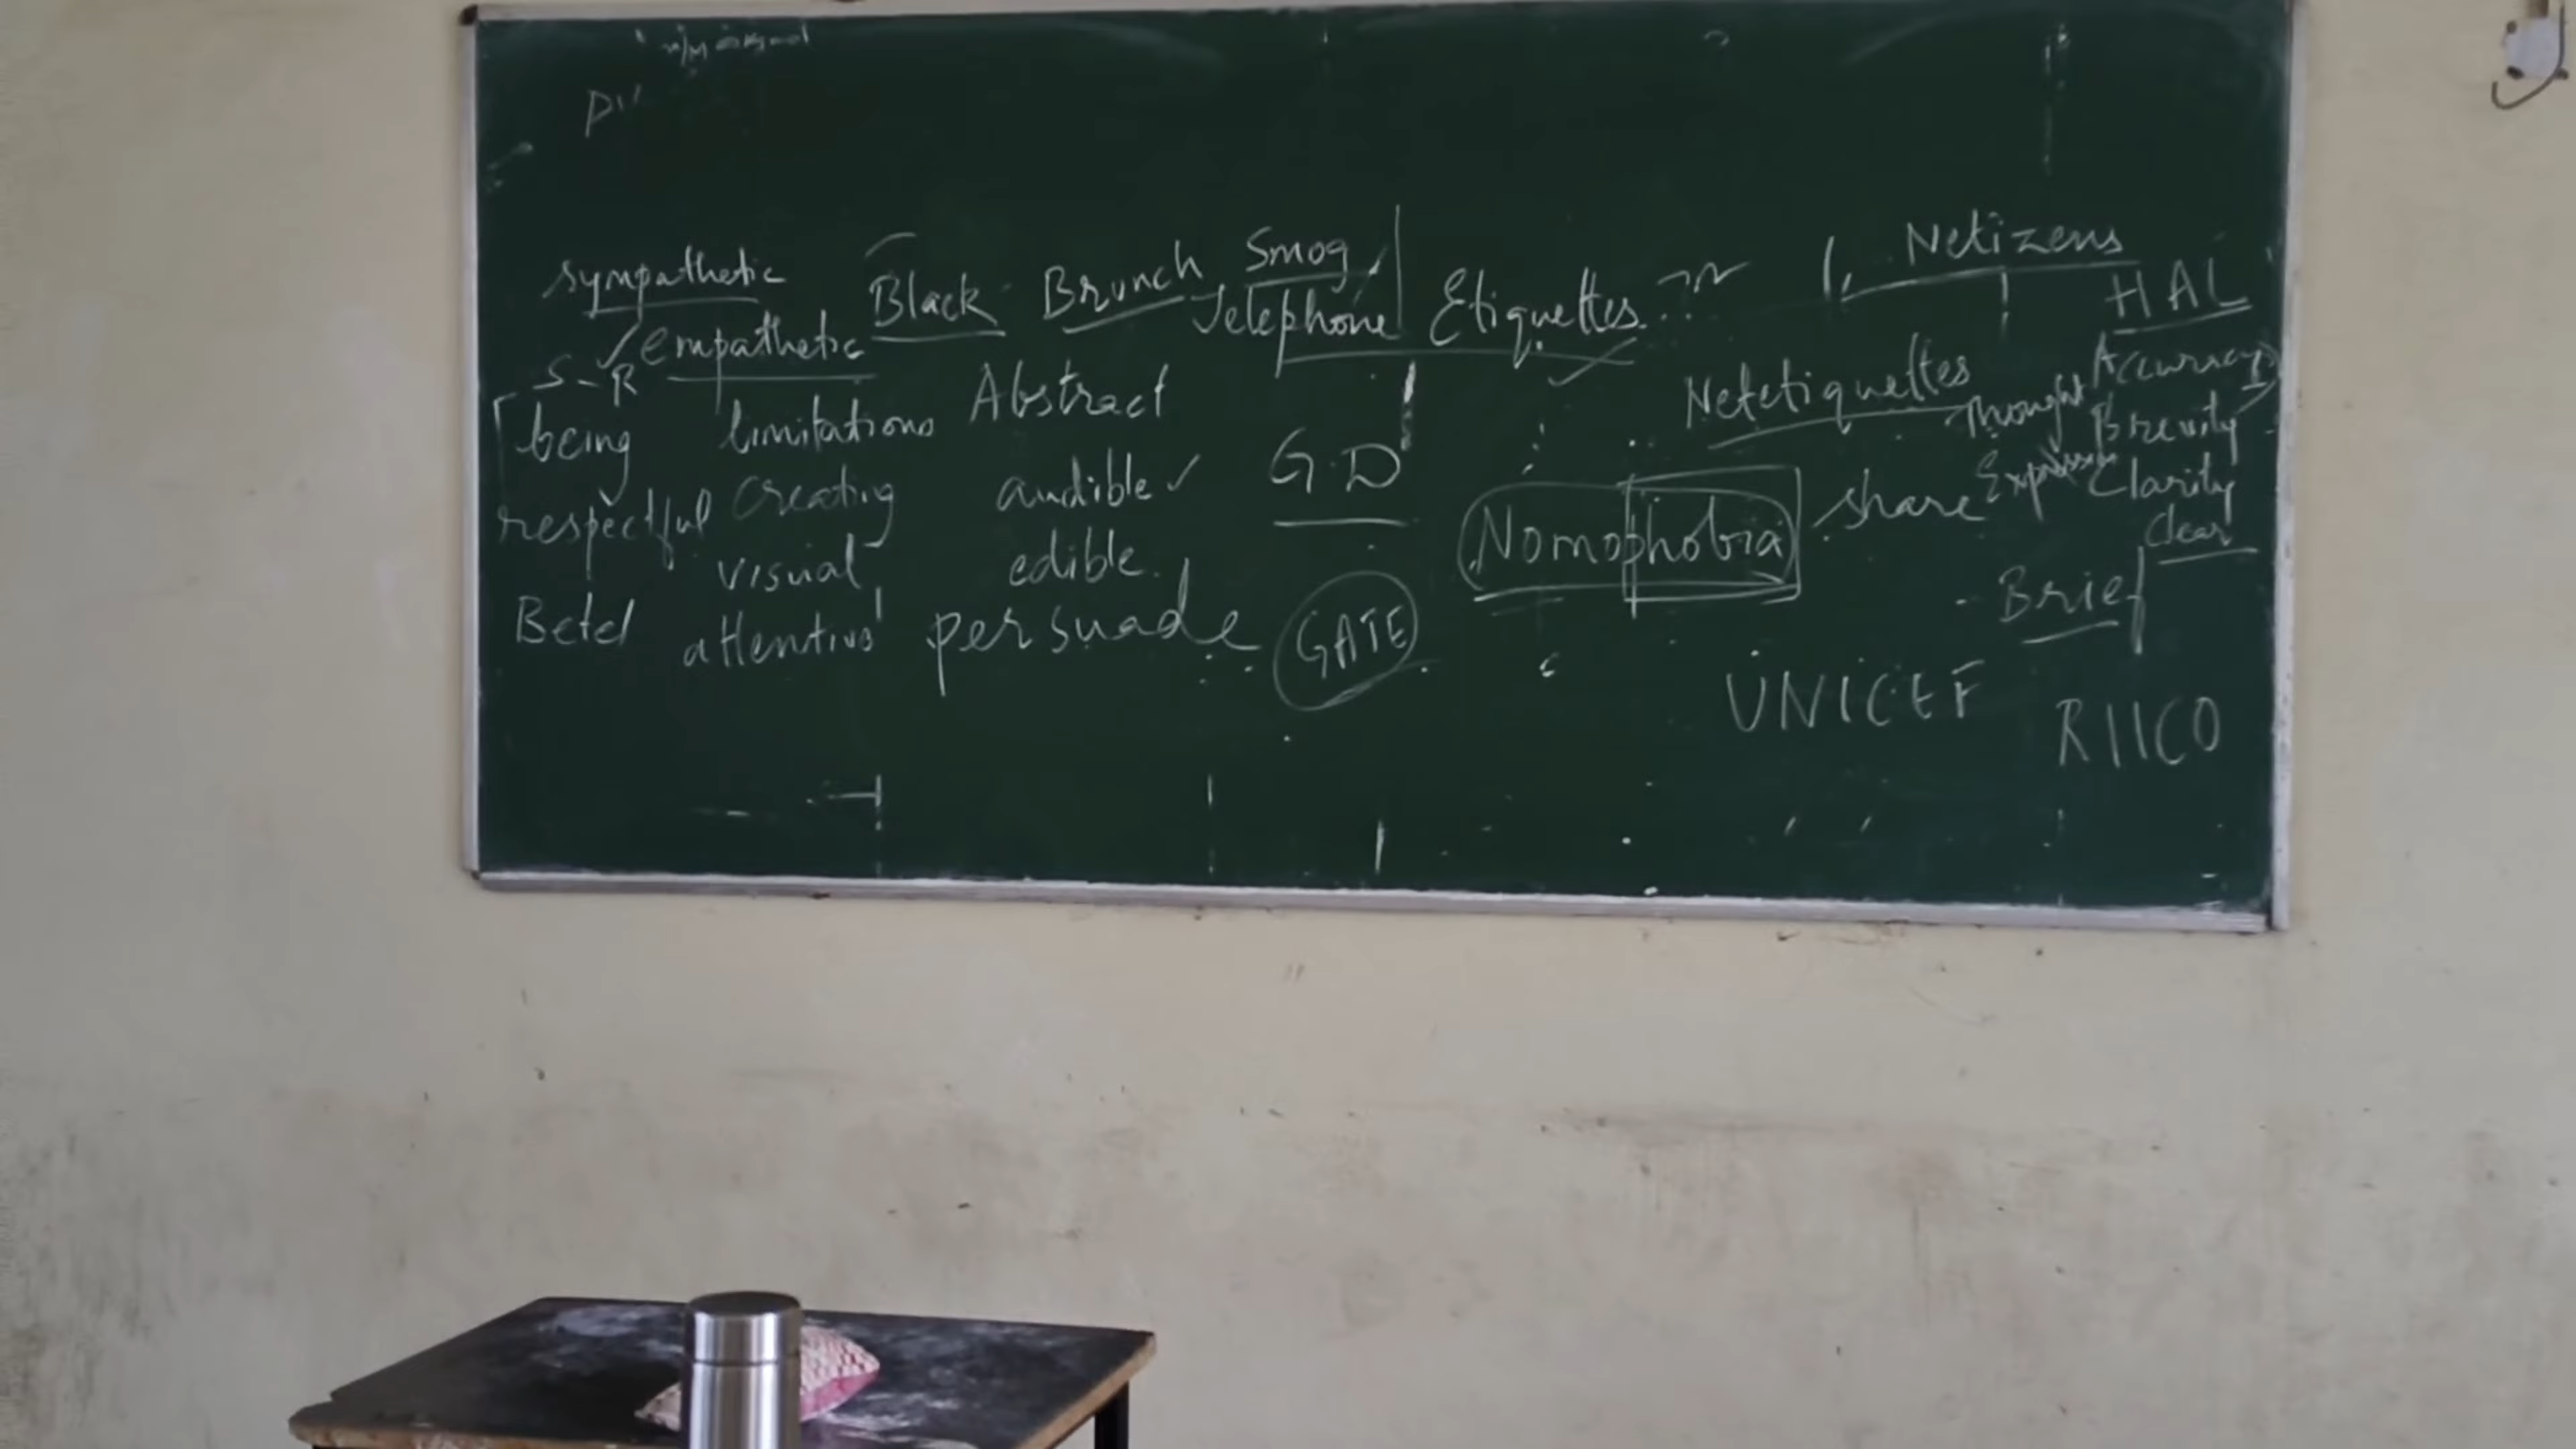 sympathetic Black Brunch Smog Netizens
empathetic Telephone Etiquettes HAL
S-R
being limitations Abstract Netetiquettes Thought Accuracy
respectful creating audible G.D share Brevity
visual edible. Nomophobia Clarity
Clear
Betel attentive persuade GATE Brief
UNICEF RIICO